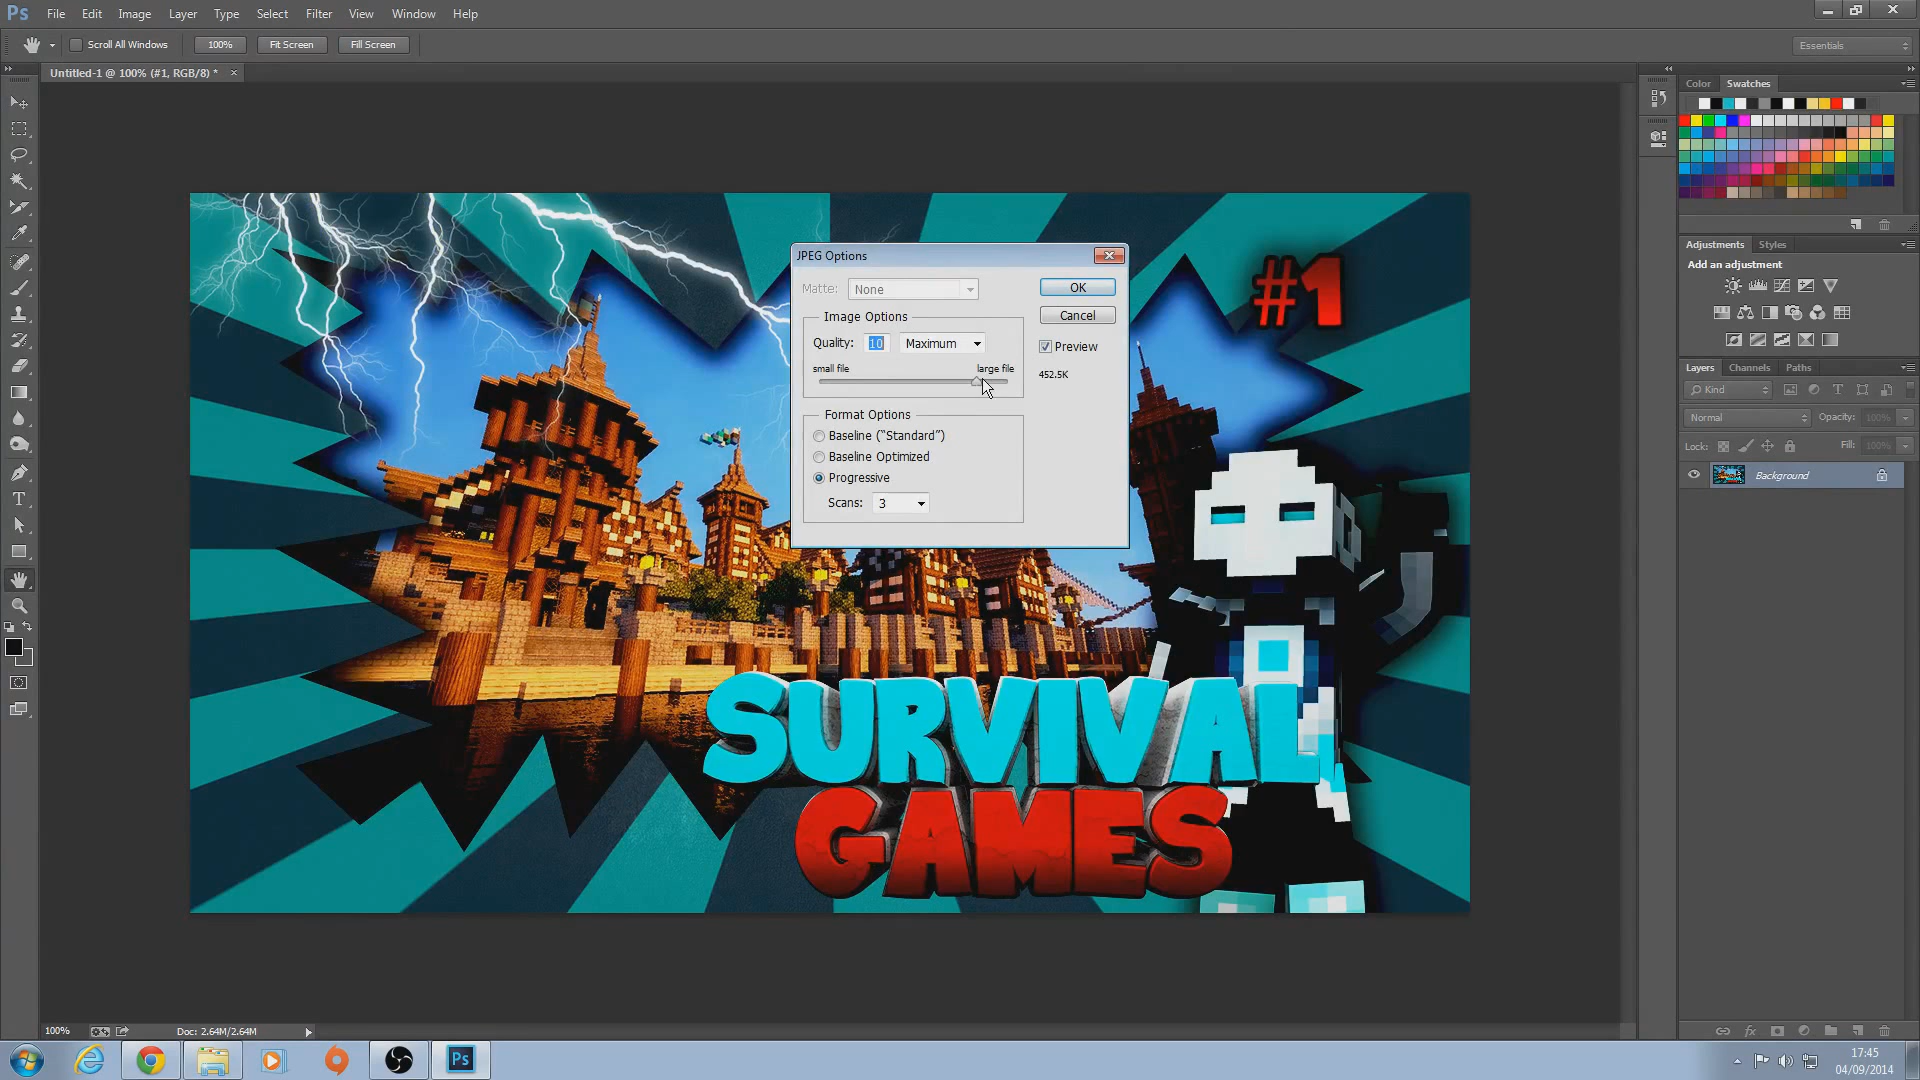 Ps File Edit Image Layer Type Select Filter 3D View Window Help
Scroll All Windows 100% Fit Screen Fill Screen Essentials
Untitled-1 @ 100% (#1, RGB/8) *
Color Swatches
#1
Adjustments Styles
Add an adjustment
JPEG Options
Matte: None
OK
Image Options
Cancel
Quality: 10 Maximum
Preview
small file large file
452.5K
Format Options
Baseline ("Standard")
Baseline Optimized
Progressive
Scans: 3
Layers Channels Paths
Kind
Normal Opacity: 100%
Lock: Fill: 100%
Background
SURVIVAL
GAMES
100% Doc: 2.64M/2.64M
Ps
17:45
04/09/2014